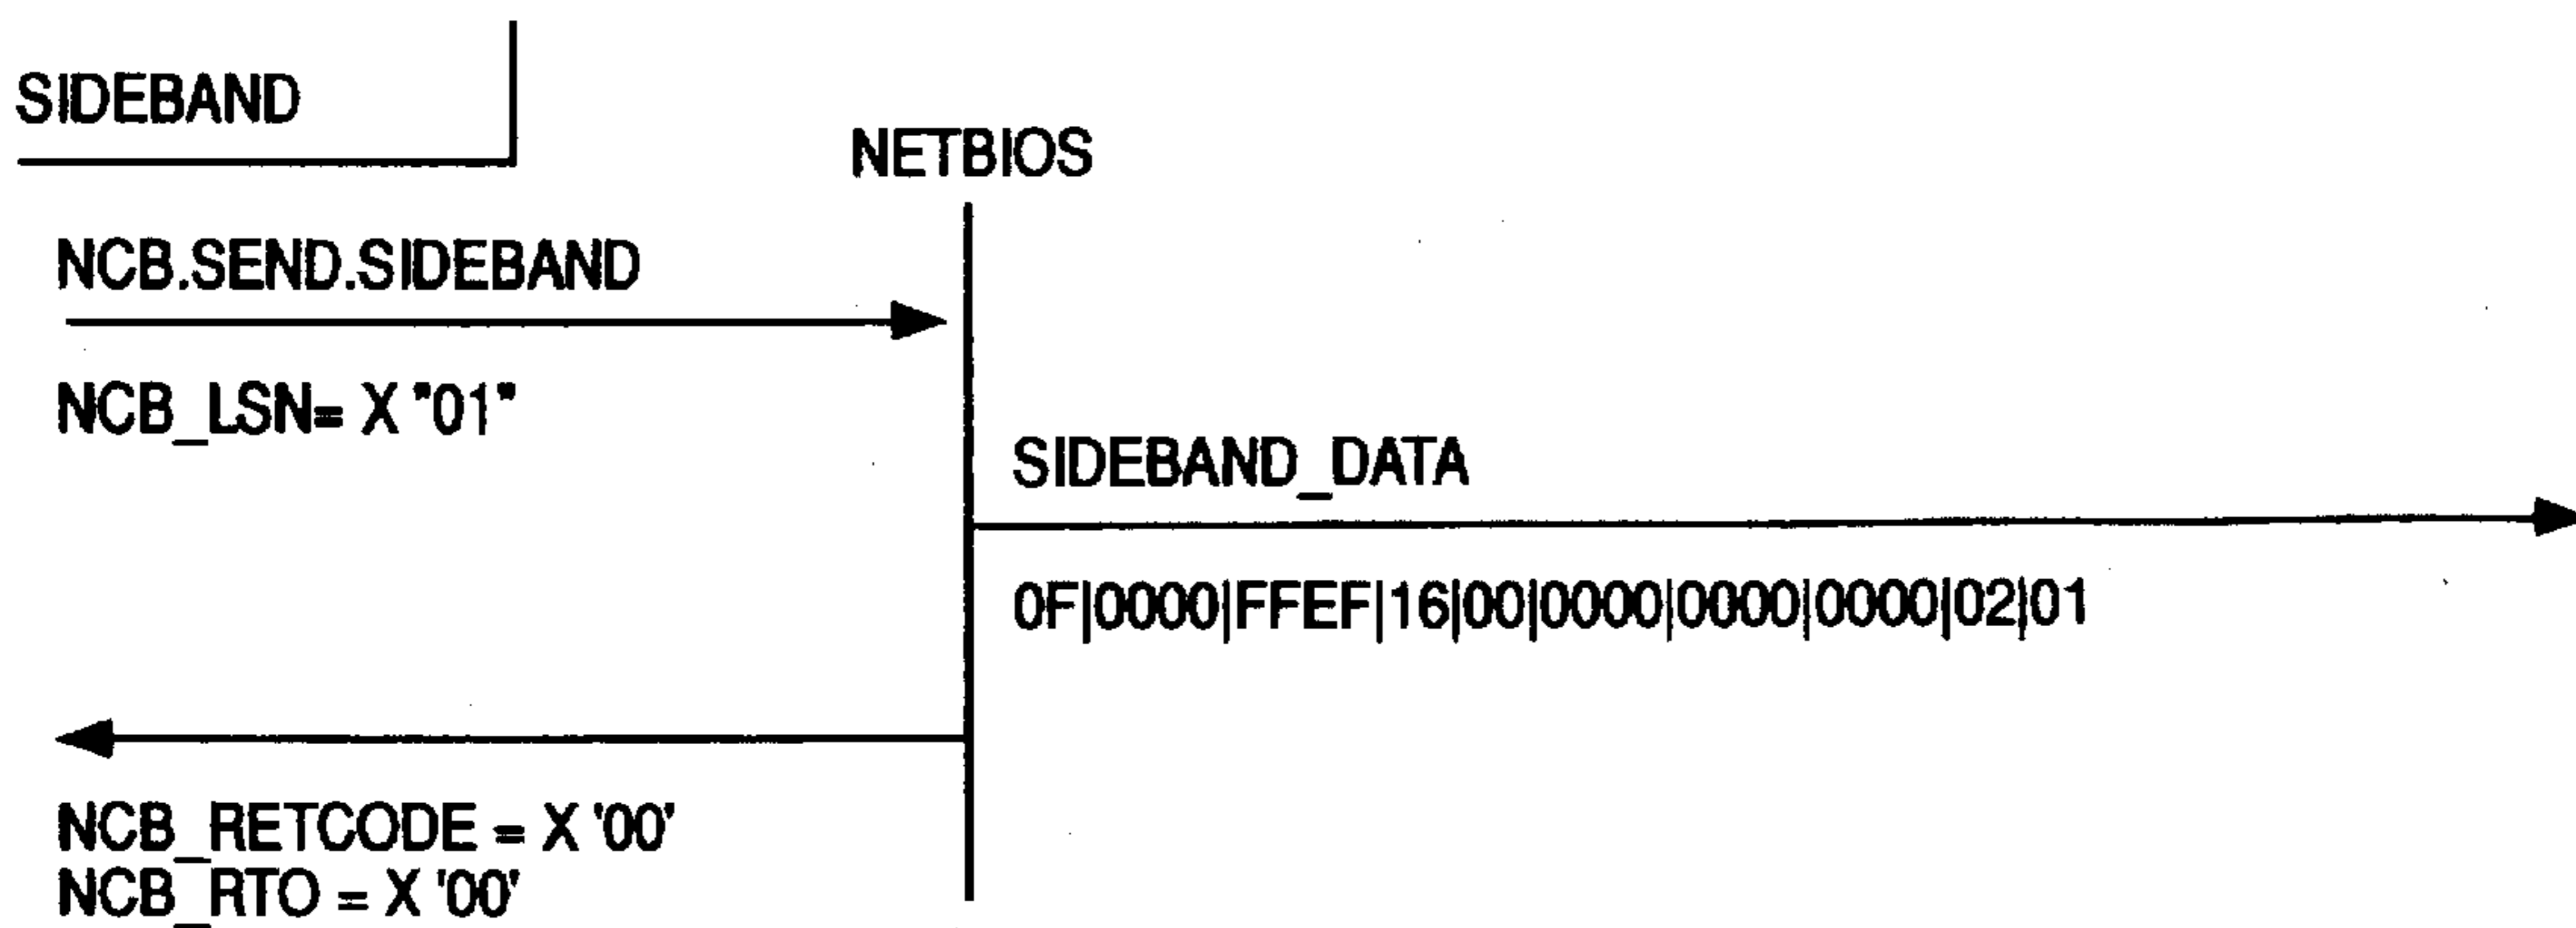 SIDEBAND
NETBIOS
NCB.SEND.SIDEBAND
NCB_LSN= X "01"
SIDEBAND_DATA
0F|0000|FFEF|16|00|0000|0000|0000|02|01
NCB_RETCODE = X '00'
NCB_RTO = X '00'